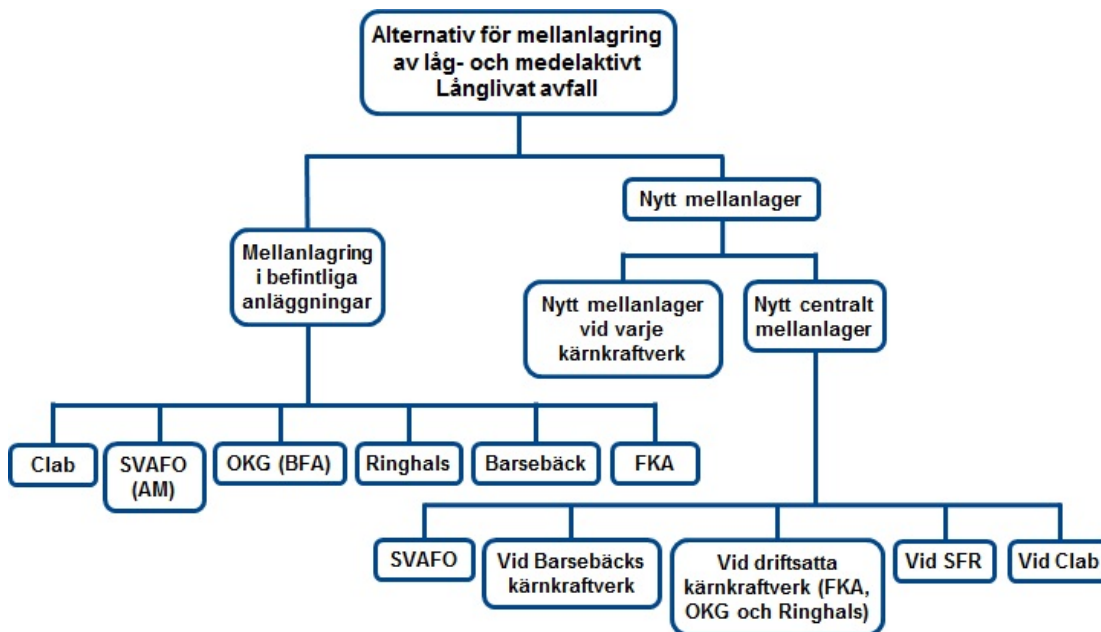 Alternativ för mellanlagring
av låg- och medelaktivt
Långlivat avfall
Nytt mellanlager
Mellanlagring
i befintliga
anläggningar
Nytt mellanlager
vid varje
kärnkraftverk
Nytt centralt
mellanlager
Clab
SVAFO
(AM)
OKG (BFA)
Ringhals
Barsebäck
FKA
SVAFO
Vid Barsebäcks
kärnkraftverk
Vid driftsatta
kärnkraftverk (FKA,
OKG och Ringhals)
Vid SFR
Vid Clab